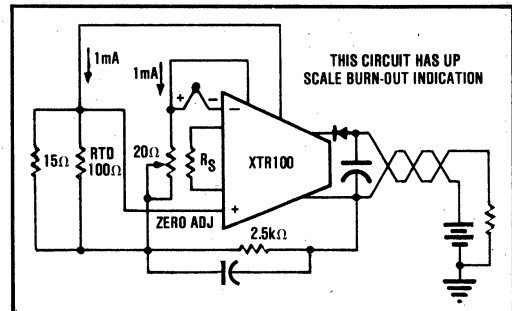 1mA
1mA
THIS CIRCUIT HAS UP
SCALE BURN-OUT INDICATION
+
−
−
15Ω
RTD
100Ω
20Ω
RS
XTR100
+
ZERO ADJ
2.5kΩ